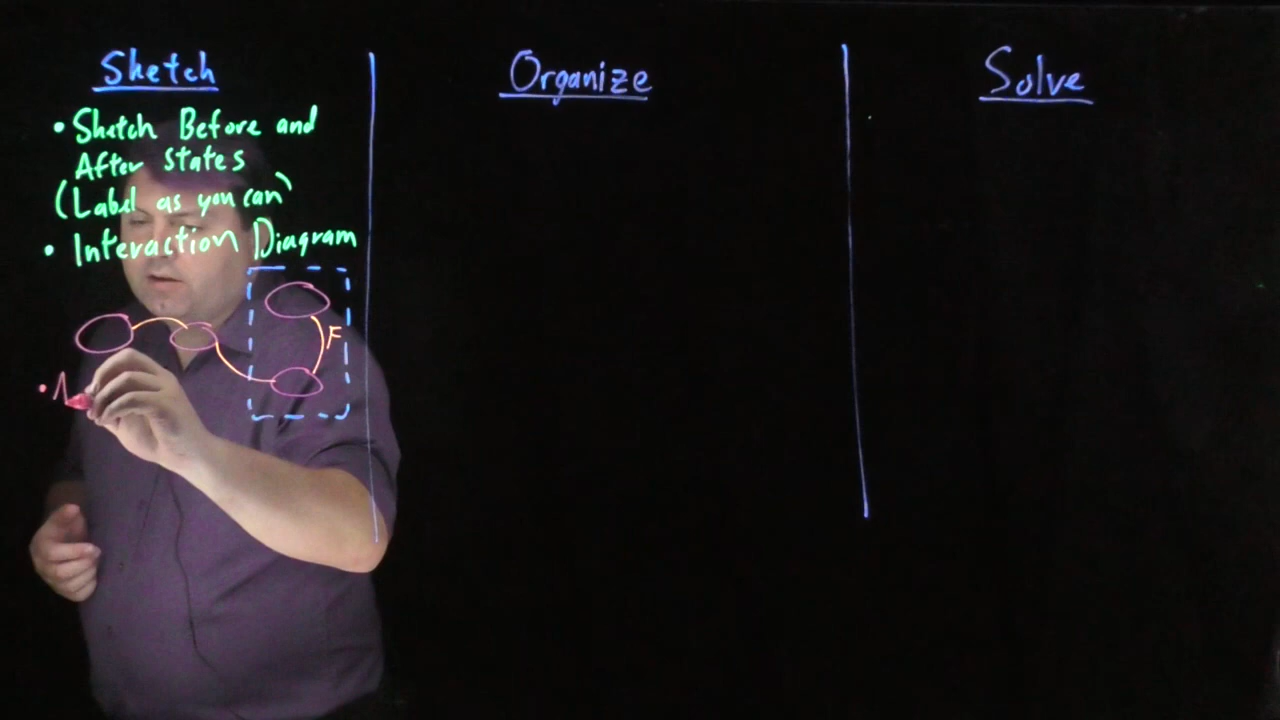 Sketch
• Sketch Before and
After States
(Label as you can)
• Interaction Diagram
F
Organize
Solve